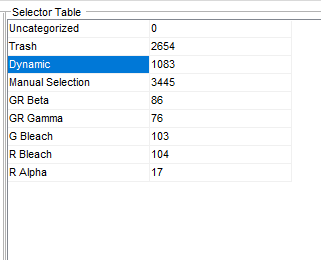 Selector Table
Uncategorized 0
Trash 2654
Dynamic 1083
Manual Selection 3445
GR Beta 86
GR Gamma 76
G Bleach 103
R Bleach 104
R Alpha 17